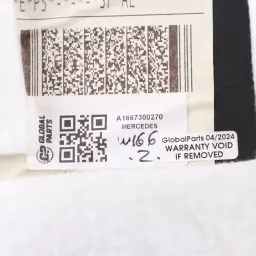 GLOBAL
PARTS
A1667300270
MERCEDES
W166
.2.
GlobalParts 04/2024
WARRANTY VOID
IF REMOVED